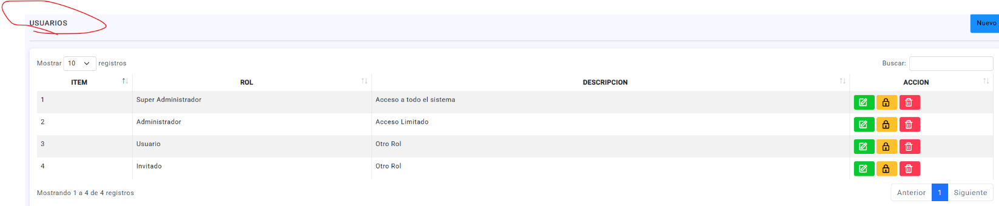 USUARIOS
Nuevo
Mostrar 10 registros
Buscar:
ITEM ROL DESCRIPCION ACCION
1 Super Administrador Acceso a todo el sistema
2 Administrador Acceso Limitado
3 Usuario Otro Rol
4 Invitado Otro Rol
Mostrando 1 a 4 de 4 registros
Anterior 1 Siguiente